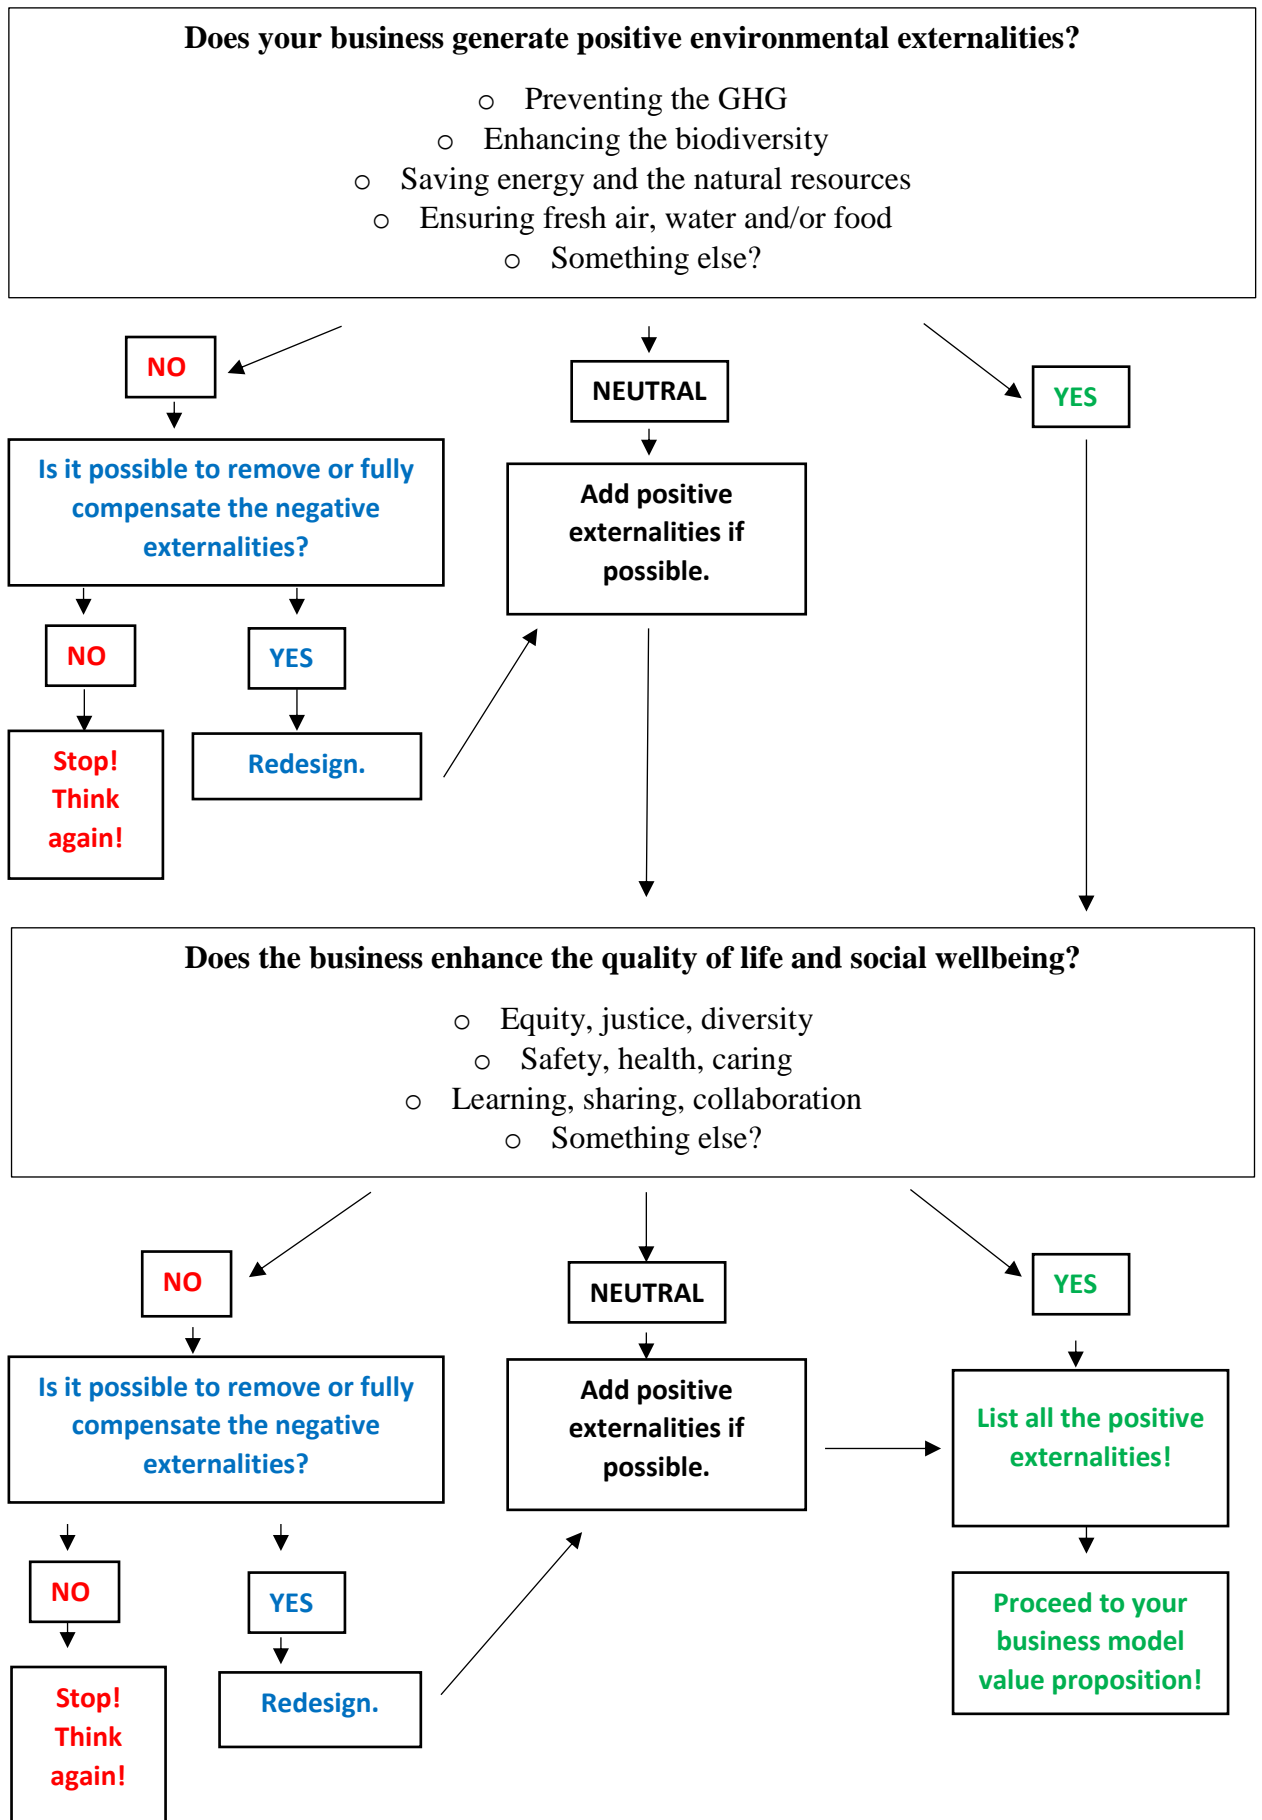 Does your business generate positive environmental externalities?
o Preventing the GHG
o Enhancing the biodiversity
o Saving energy and the natural resources
o Ensuring fresh air, water and/or food
o Something else?
NO
NEUTRAL
YES
Is it possible to remove or fully
compensate the negative
externalities?
Add positive
externalities if
possible.
NO
YES
Stop!
Think
again!
Redesign.
Does the business enhance the quality of life and social wellbeing?
o Equity, justice, diversity
o Safety, health, caring
o Learning, sharing, collaboration
o Something else?
NO
NEUTRAL
YES
Is it possible to remove or fully
compensate the negative
externalities?
Add positive
externalities if
possible.
List all the positive
externalities!
NO
YES
Proceed to your
business model
value proposition!
Stop!
Think
again!
Redesign.